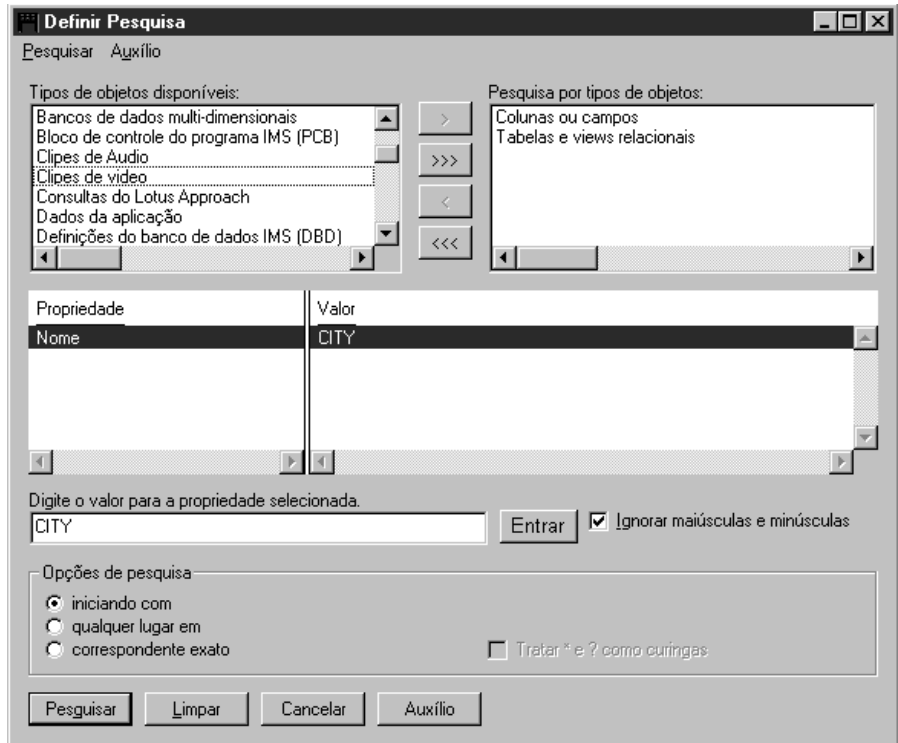 Definir Pesquisa
Pesquisar Auxílio
Tipos de objetos disponíveis:
Bancos de dados multi-dimensionais
Bloco de controle do programa IMS (PCB)
Clipes de Audio
Clipes de video
Consultas do Lotus Approach
Dados da aplicação
Definições do banco de dados IMS (DBD)
>
>>>
<
<<<
Pesquisa por tipos de objetos:
Colunas ou campos
Tabelas e views relacionais
Propriedade Valor
Nome CITY
Digite o valor para a propriedade selecionada.
CITY Entrar Ignorar maiúsculas e minúsculas
Opções de pesquisa
iniciando com
qualquer lugar em
correspondente exato Tratar * e ? como curingas
Pesquisar Limpar Cancelar Auxílio